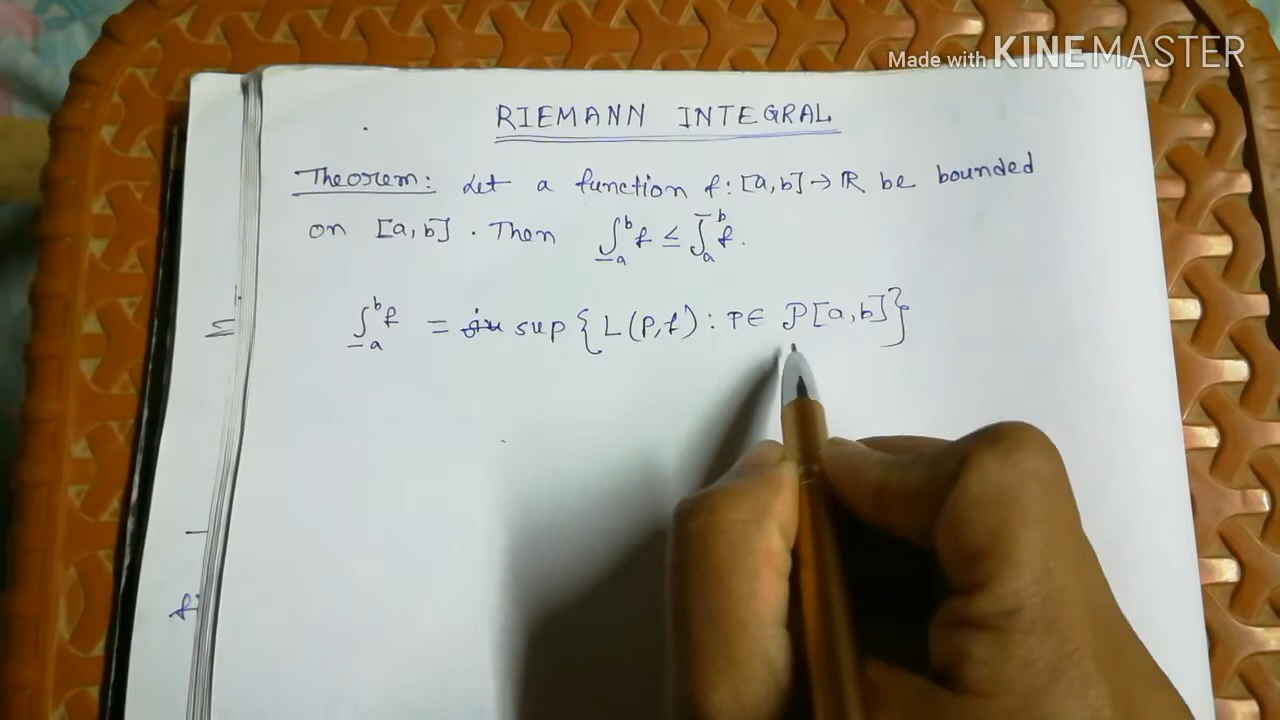 Made with KINEMASTER
RIEMANN INTEGRAL
Theorem: Let a function f: [a,b] → ℝ be bounded
on [a,b]. Then ∫̲ₐᵇ f ≤ ∫̅ₐᵇ f.
∫̲ₐᵇ f = sup { L(P,f) : P ∈ 𝒫[a,b] }
f